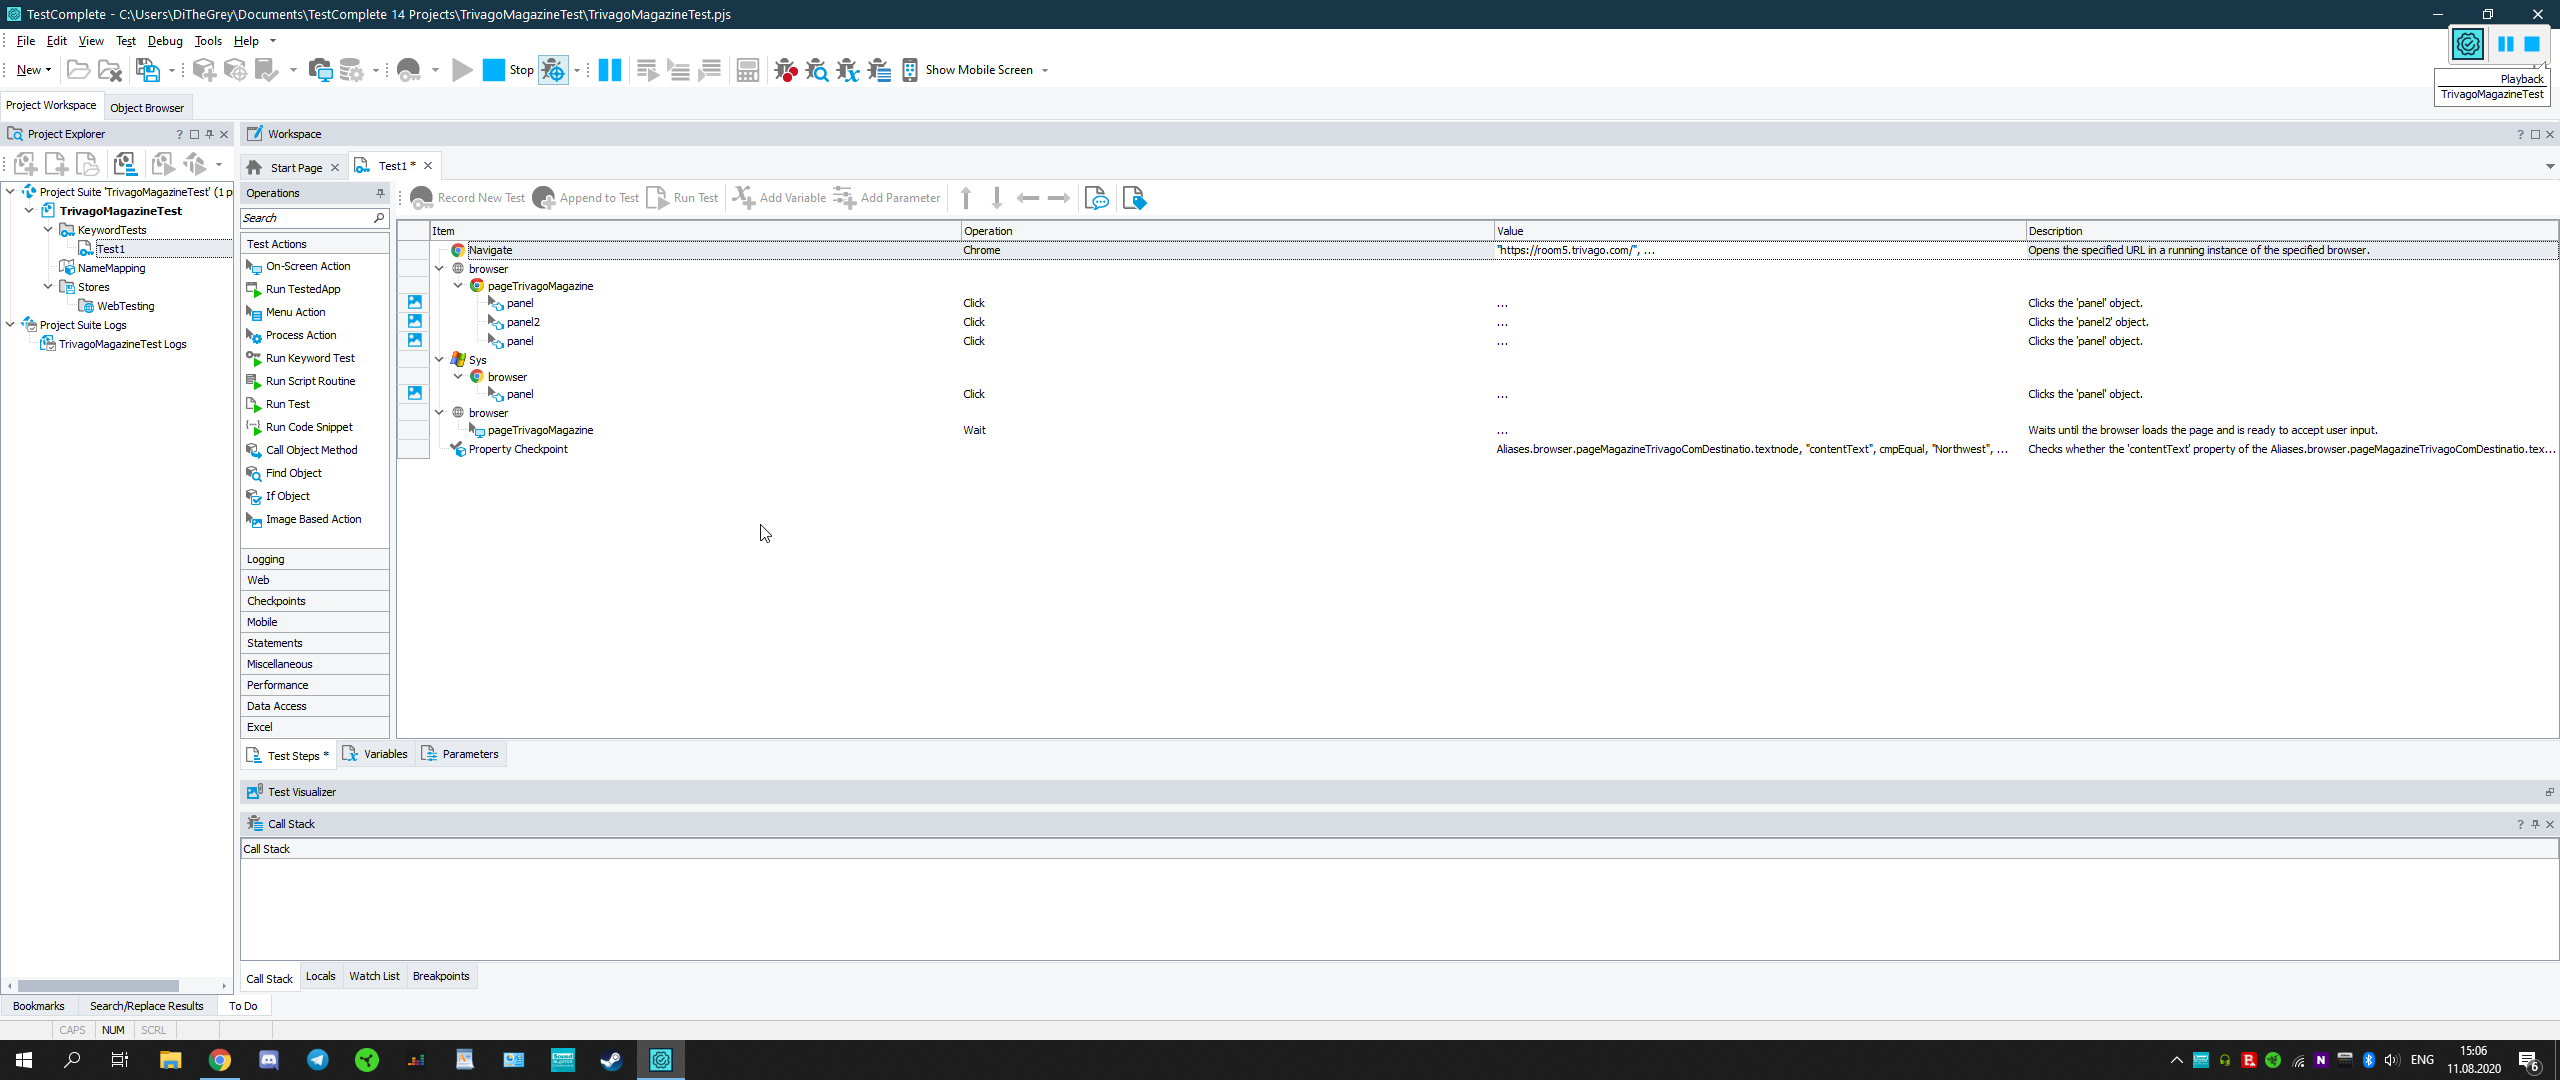 TestComplete - C:\Users\DiTheGrey\Documents\TestComplete 14 Projects\TrivagoMagazineTest\TrivagoMagazineTest.pjs
File Edit View Test Debug Tools Help
New Stop Show Mobile Screen
Playback
TrivagoMagazineTest
Project Workspace Object Browser
Project Explorer
Workspace
Start Page Test1 *
Project Suite 'TrivagoMagazineTest' (1 p
TrivagoMagazineTest
KeywordTests
Test1
NameMapping
Stores
WebTesting
Project Suite Logs
TrivagoMagazineTest Logs
Operations
Search
Test Actions
On-Screen Action
Run TestedApp
Menu Action
Process Action
Run Keyword Test
Run Script Routine
Run Test
Run Code Snippet
Call Object Method
Find Object
If Object
Image Based Action
Logging
Web
Checkpoints
Mobile
Statements
Miscellaneous
Performance
Data Access
Excel
Record New Test Append to Test Run Test Add Variable Add Parameter
Item Operation Value Description
Navigate Chrome "https://room5.trivago.com/", ... Opens the specified URL in a running instance of the specified browser.
browser
pageTrivagoMagazine
panel Click ... Clicks the 'panel' object.
panel2 Click ... Clicks the 'panel2' object.
panel Click ... Clicks the 'panel' object.
Sys
browser
panel Click ... Clicks the 'panel' object.
browser
pageTrivagoMagazine Wait ... Waits until the browser loads the page and is ready to accept user input.
Property Checkpoint Aliases.browser.pageMagazineTrivagoComDestinatio.textnode, "contentText", cmpEqual, "Northwest", ... Checks whether the 'contentText' property of the Aliases.browser.pageMagazineTrivagoComDestinatio.tex...
Test Steps * Variables Parameters
Test Visualizer
Call Stack
Call Stack
Call Stack Locals Watch List Breakpoints
Bookmarks Search/Replace Results To Do
CAPS NUM SCRL
ENG
15:06
11.08.2020
6